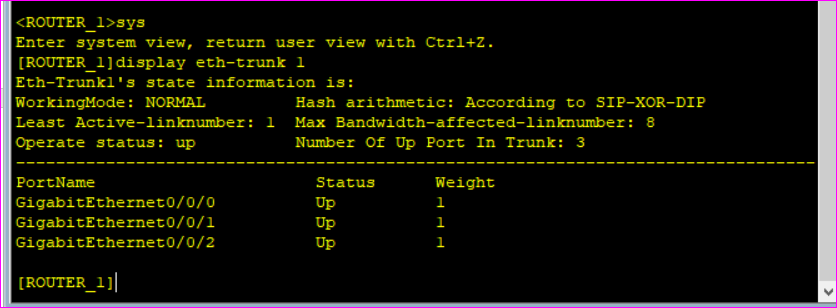 <ROUTER_1>sys
Enter system view, return user view with Ctrl+Z.
[ROUTER_1]display eth-trunk 1
Eth-Trunk1's state information is:
WorkingMode: NORMAL         Hash arithmetic: According to SIP-XOR-DIP
Least Active-linknumber: 1  Max Bandwidth-affected-linknumber: 8
Operate status: up          Number Of Up Port In Trunk: 3
--------------------------------------------------------------------------------
PortName                      Status      Weight
GigabitEthernet0/0/0          Up          1
GigabitEthernet0/0/1          Up          1
GigabitEthernet0/0/2          Up          1
[ROUTER_1]